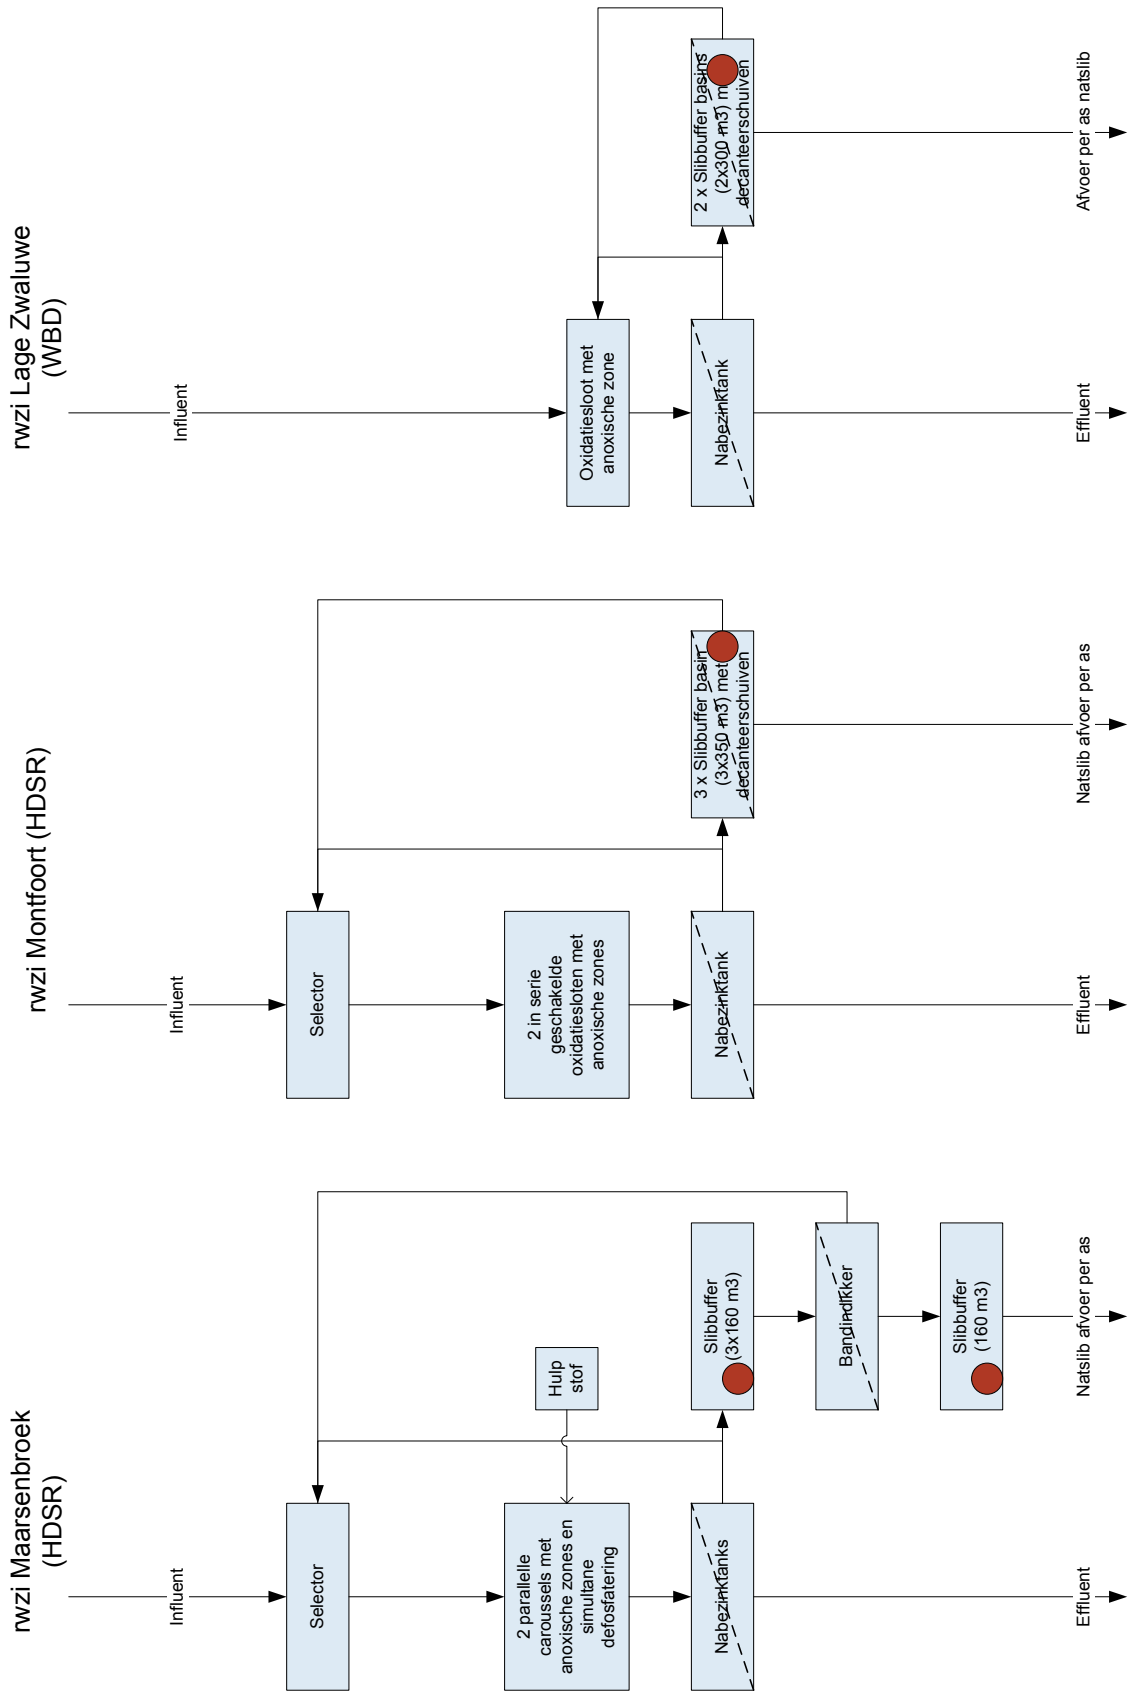 rwzi Maarsenbroek
(HDSR)
Influent
Selector
2 parallelle
caroussels met
anoxische zones en
simultane
defosfatering
Hulp
stof
Nabezinktanks
Slibbuffer
(3x160 m3)
Bandindikker
Slibbuffer
(160 m3)
Effluent
Natslib afvoer per as
rwzi Montfoort (HDSR)
Influent
Selector
2 in serie
geschakelde
oxidatiesloten met
anoxische zones
Nabezinktank
3 x Slibbuffer basin
(3x350 m3) met
decanteerschuiven
Effluent
Natslib afvoer per as
rwzi Lage Zwaluwe
(WBD)
Influent
Oxidatiesloot met
anoxische zone
Nabezinktank
2 x Slibbuffer basins
(2x300 m3)
decanteerschuiven
Effluent
Afvoer per as natslib